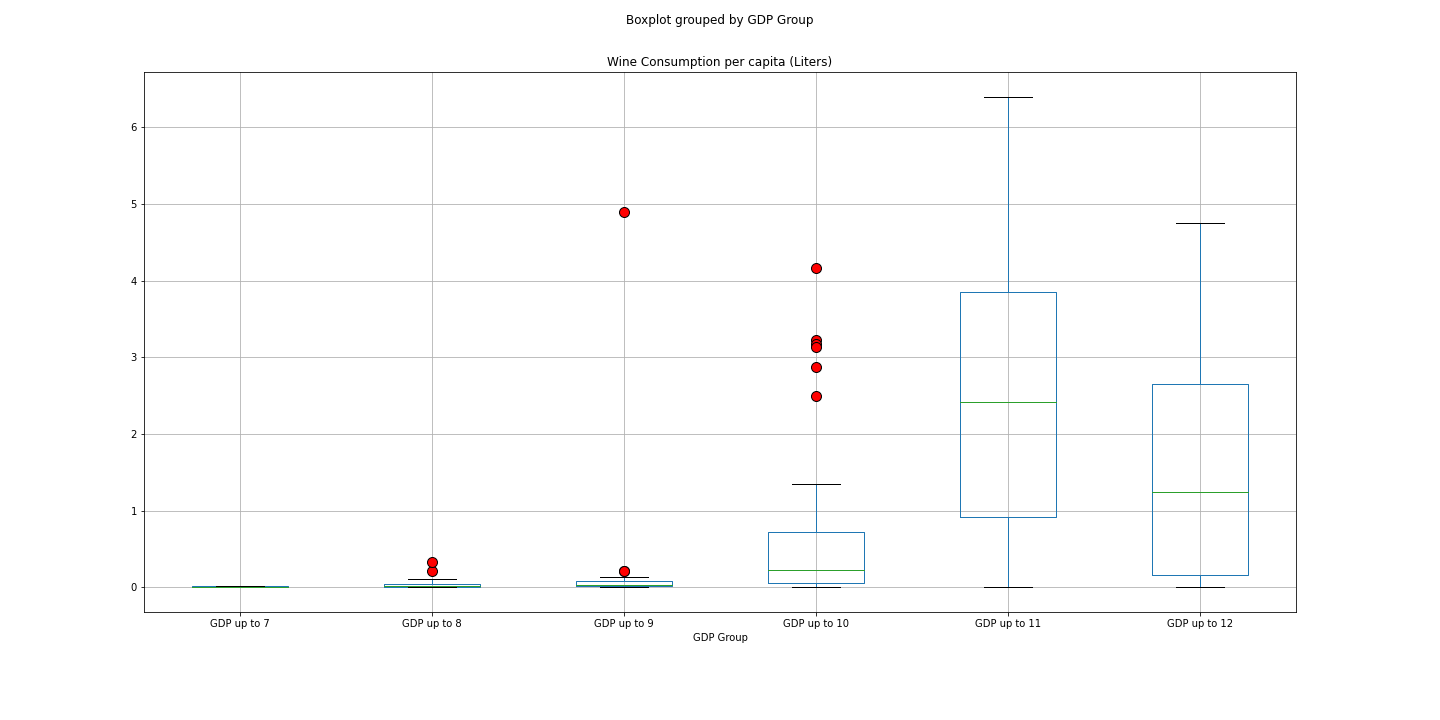 Boxplot grouped by GDP Group
Wine Consumption per capita (Liters)
6
5
4
3
2
1
0
GDP up to 7 GDP up to 8 GDP up to 9 GDP up to 10 GDP up to 11 GDP up to 12
GDP Group